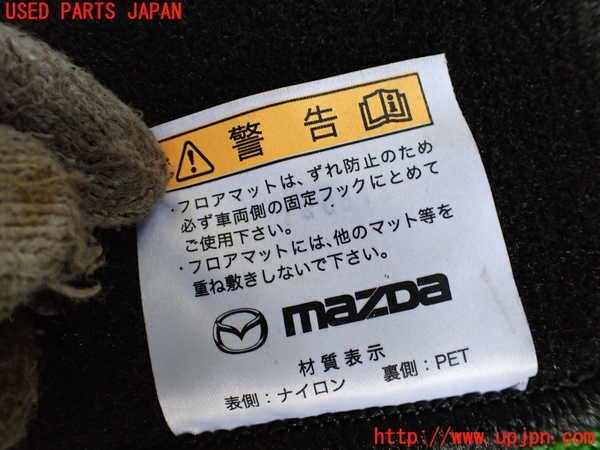 USED PARTS JAPAN
警告
・フロアマットは、ずれ防止のため
必ず車両側の固定フックにとめて
ご使用下さい。
・フロアマットには、他のマット等を
重ね敷きしないで下さい。
mazDa
材質表示
表側：ナイロン 裏側：PET
http://www.upjpn.com